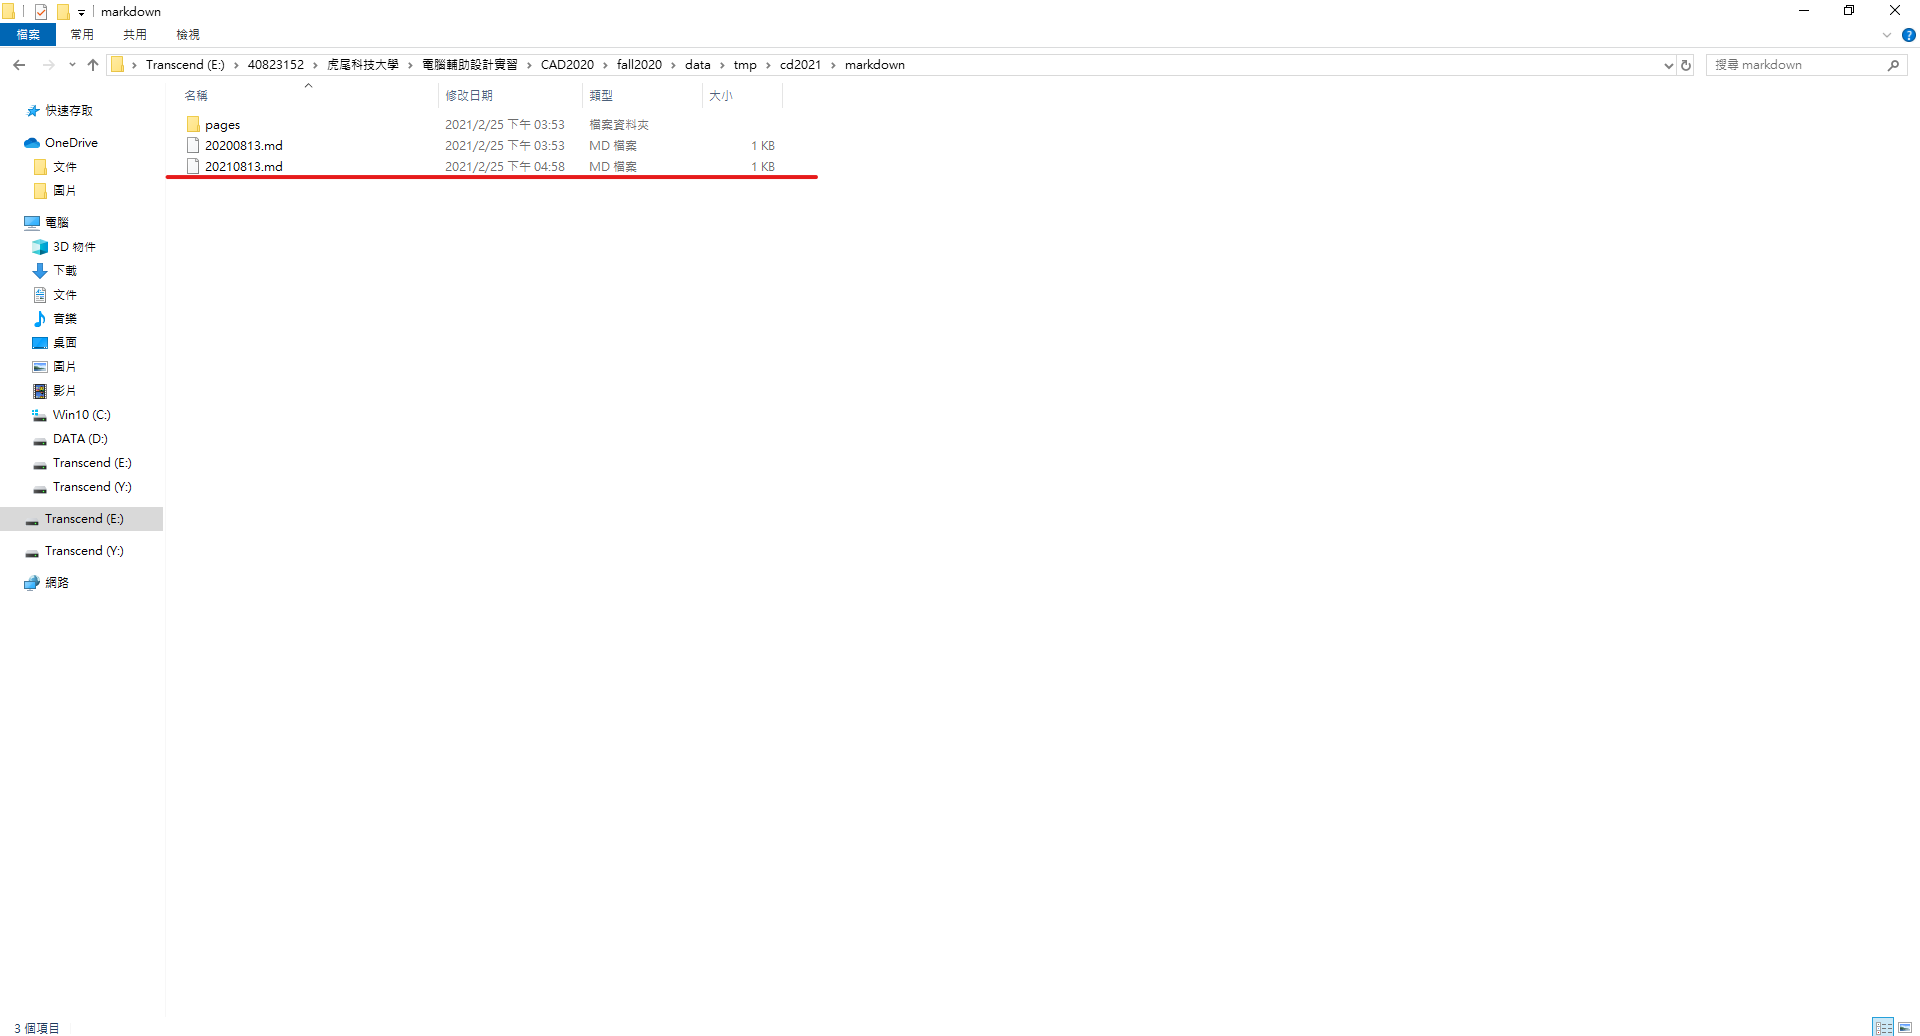 markdown
檔案 常用 共用 檢視
Transcend (E:) › 40823152 › 虎尾科技大學 › 電腦輔助設計實習 › CAD2020 › fall2020 › data › tmp › cd2021 › markdown
搜尋 markdown
名稱 修改日期 類型 大小
pages 2021/2/25 下午 03:53 檔案資料夾
20200813.md 2021/2/25 下午 03:53 MD 檔案 1 KB
20210813.md 2021/2/25 下午 04:58 MD 檔案 1 KB
快速存取
OneDrive
文件
圖片
電腦
3D 物件
下載
文件
音樂
桌面
圖片
影片
Win10 (C:)
DATA (D:)
Transcend (E:)
Transcend (Y:)
Transcend (E:)
Transcend (Y:)
網路
3 個項目